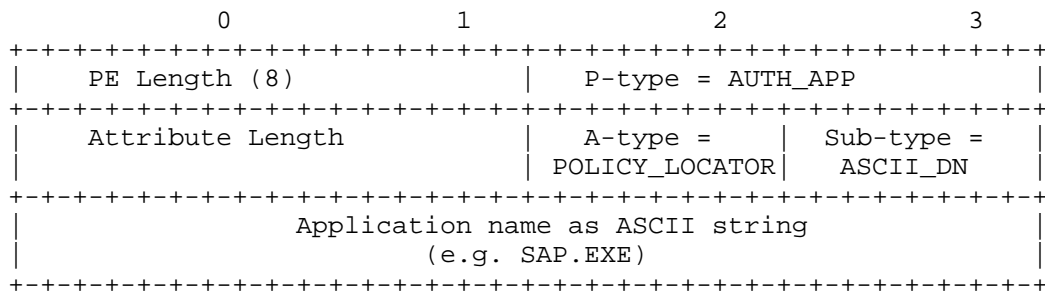 0 1 2 3
+-+-+-+-+-+-+-+-+-+-+-+-+-+-+-+-+-+-+-+-+-+-+-+-+-+-+-+-+-+-+-+-+
| PE Length (8) | P-type = AUTH_APP |
+-+-+-+-+-+-+-+-+-+-+-+-+-+-+-+-+-+-+-+-+-+-+-+-+-+-+-+-+-+-+-+-+
| Attribute Length | A-type = | Sub-type = |
| | POLICY_LOCATOR| ASCII_DN |
+-+-+-+-+-+-+-+-+-+-+-+-+-+-+-+-+-+-+-+-+-+-+-+-+-+-+-+-+-+-+-+-+
| Application name as ASCII string |
| (e.g. SAP.EXE) |
+-+-+-+-+-+-+-+-+-+-+-+-+-+-+-+-+-+-+-+-+-+-+-+-+-+-+-+-+-+-+-+-+